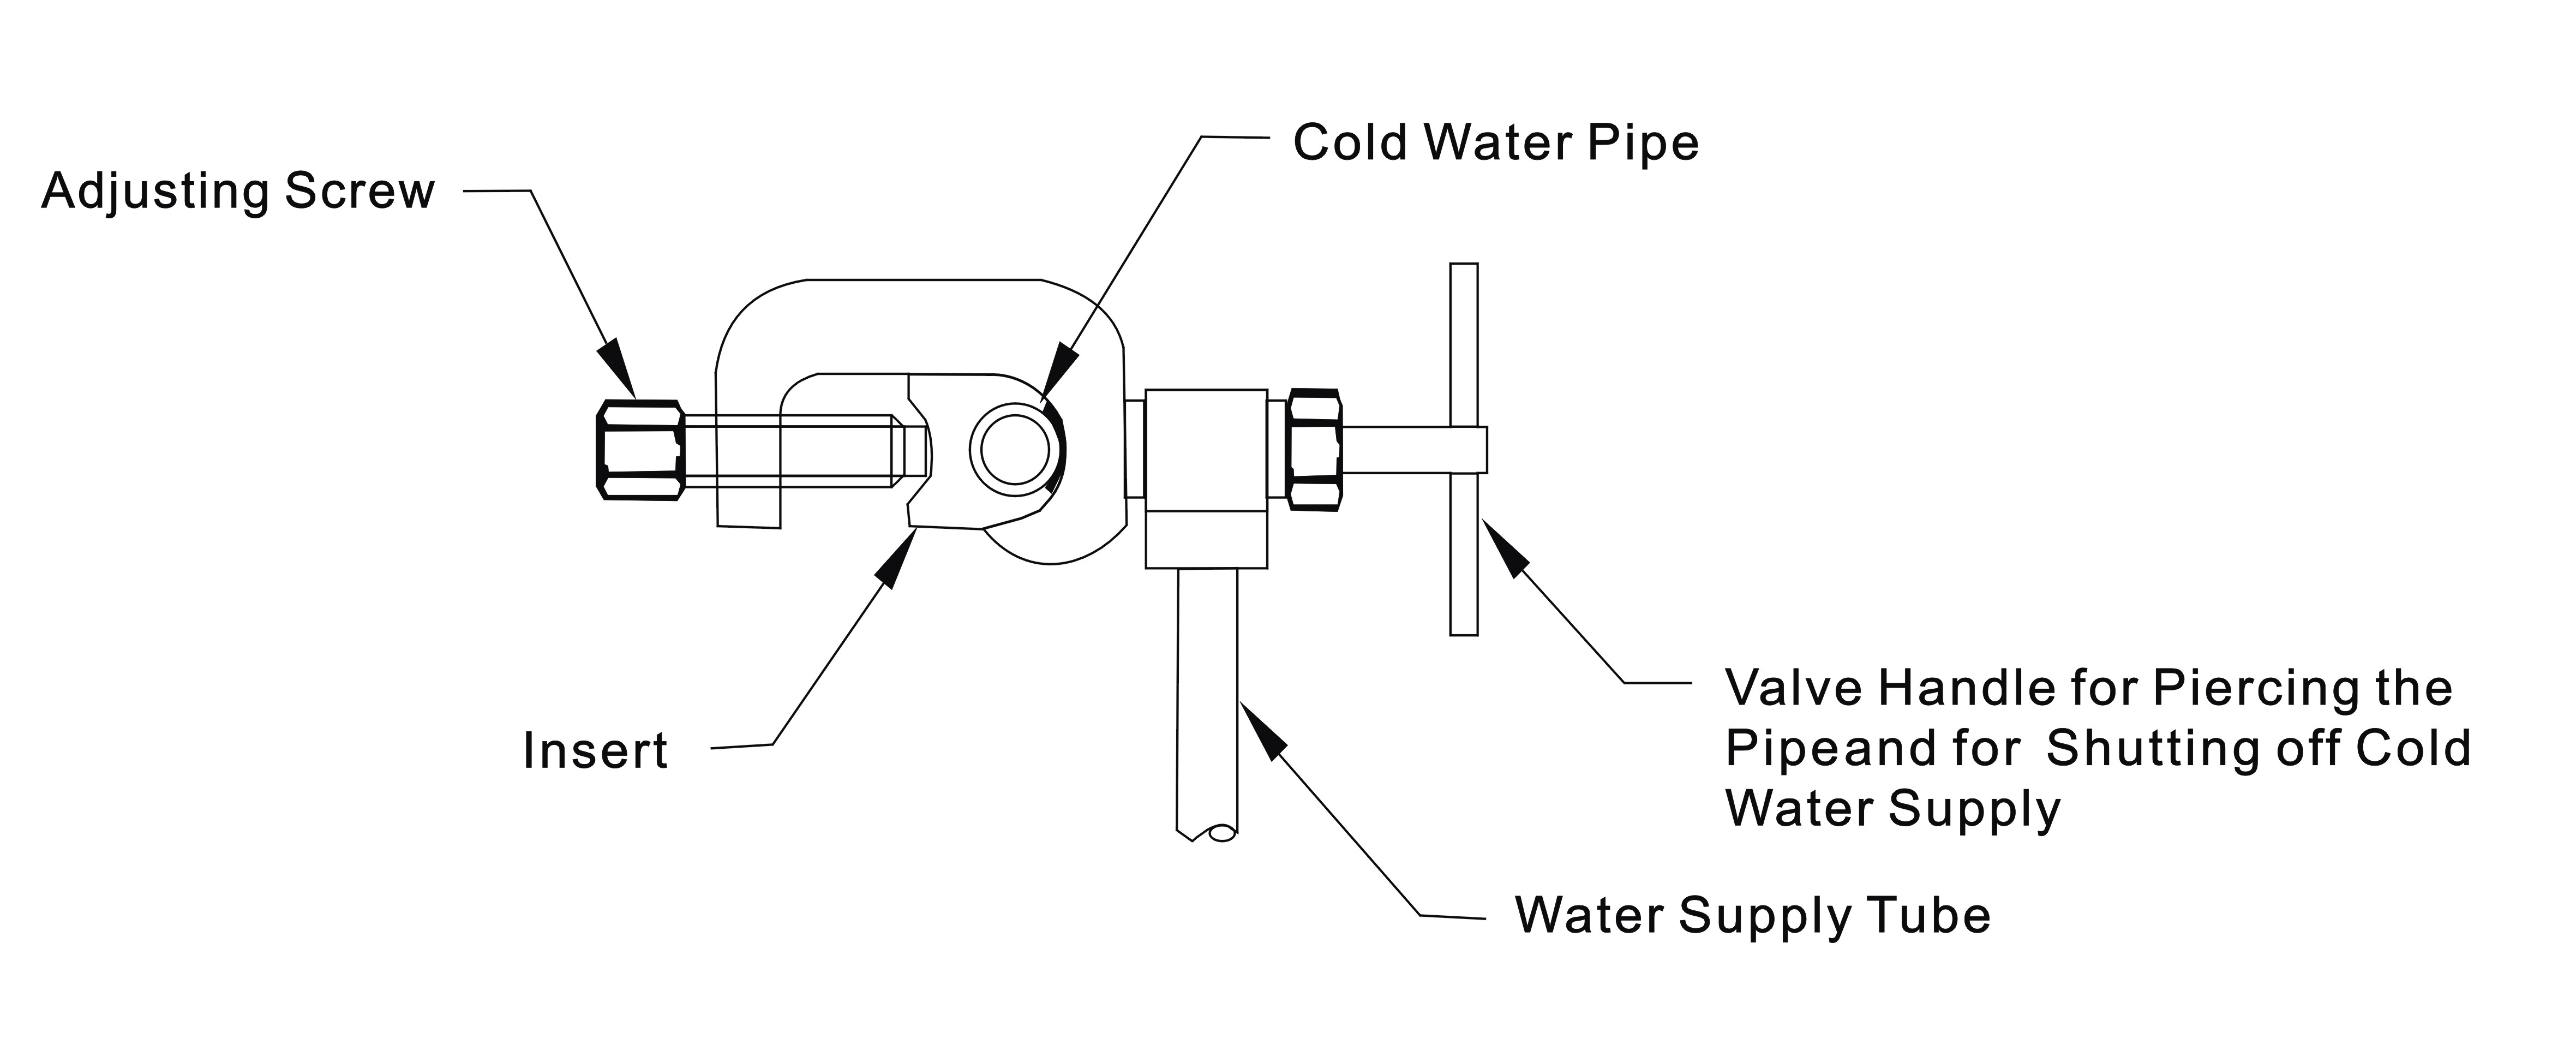 Cold Water Pipe
Adjusting Screw
Valve Handle for Piercing the
Pipeand for Shutting off Cold
Water Supply
Insert
Water Supply Tube